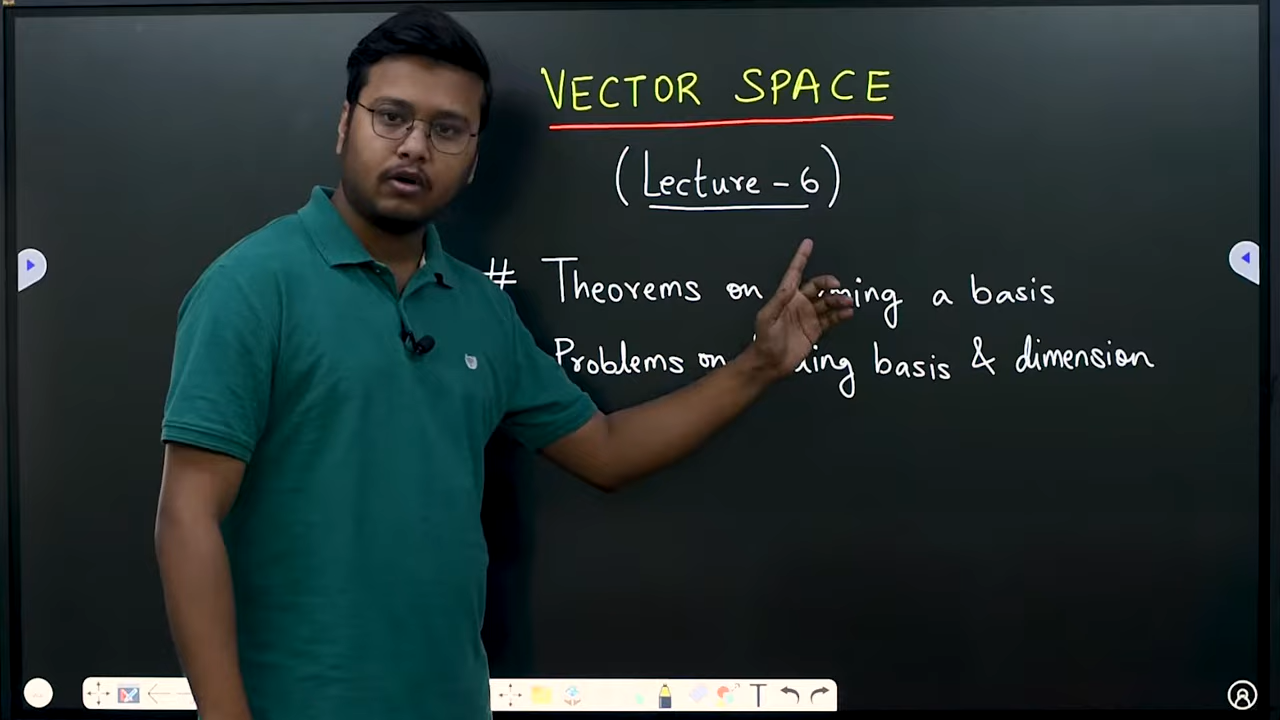 VECTOR SPACE
(Lecture - 6)
# Theorems on a basis
Problems on basis & dimension
T